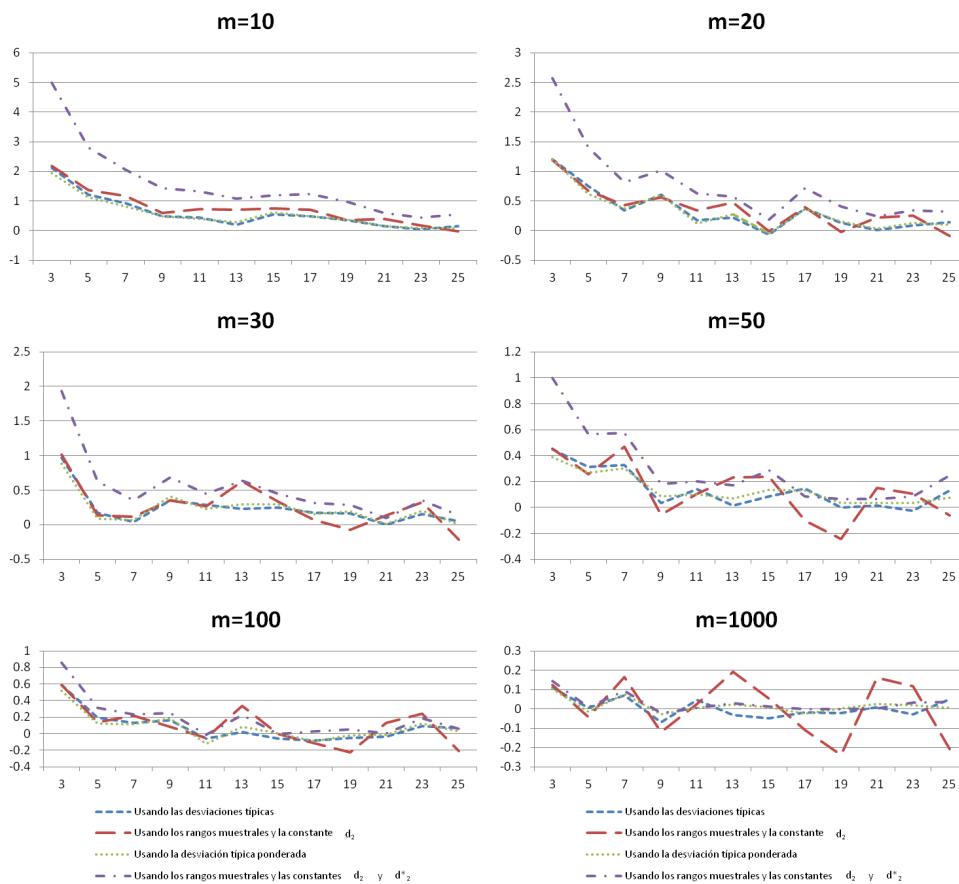 m=10
6
5
4
3
2
1
0
-1
3 5 7 9 11 13 15 17 19 21 23 25
m=20
3
2.5
2
1.5
1
0.5
0
-0.5
3 5 7 9 11 13 15 17 19 21 23 25
m=30
2.5
2
1.5
1
0.5
0
-0.5
3 5 7 9 11 13 15 17 19 21 23 25
m=50
1.2
1
0.8
0.6
0.4
0.2
0
-0.2
-0.4
3 5 7 9 11 13 15 17 19 21 23 25
m=100
1
0.8
0.6
0.4
0.2
0
-0.2
-0.4
3 5 7 9 11 13 15 17 19 21 23 25
m=1000
0.3
0.2
0.1
0
-0.1
-0.2
-0.3
3 5 7 9 11 13 15 17 19 21 23 25
Usando las desviaciones típicas
Usando los rangos muestrales y la constante d₂
Usando la desviación típica ponderada
Usando los rangos muestrales y las constantes d₂ y d*₂
Usando las desviaciones típicas
Usando los rangos muestrales y la constante d₂
Usando la desviación típica ponderada
Usando los rangos muestrales y las constantes d₂ y d*₂